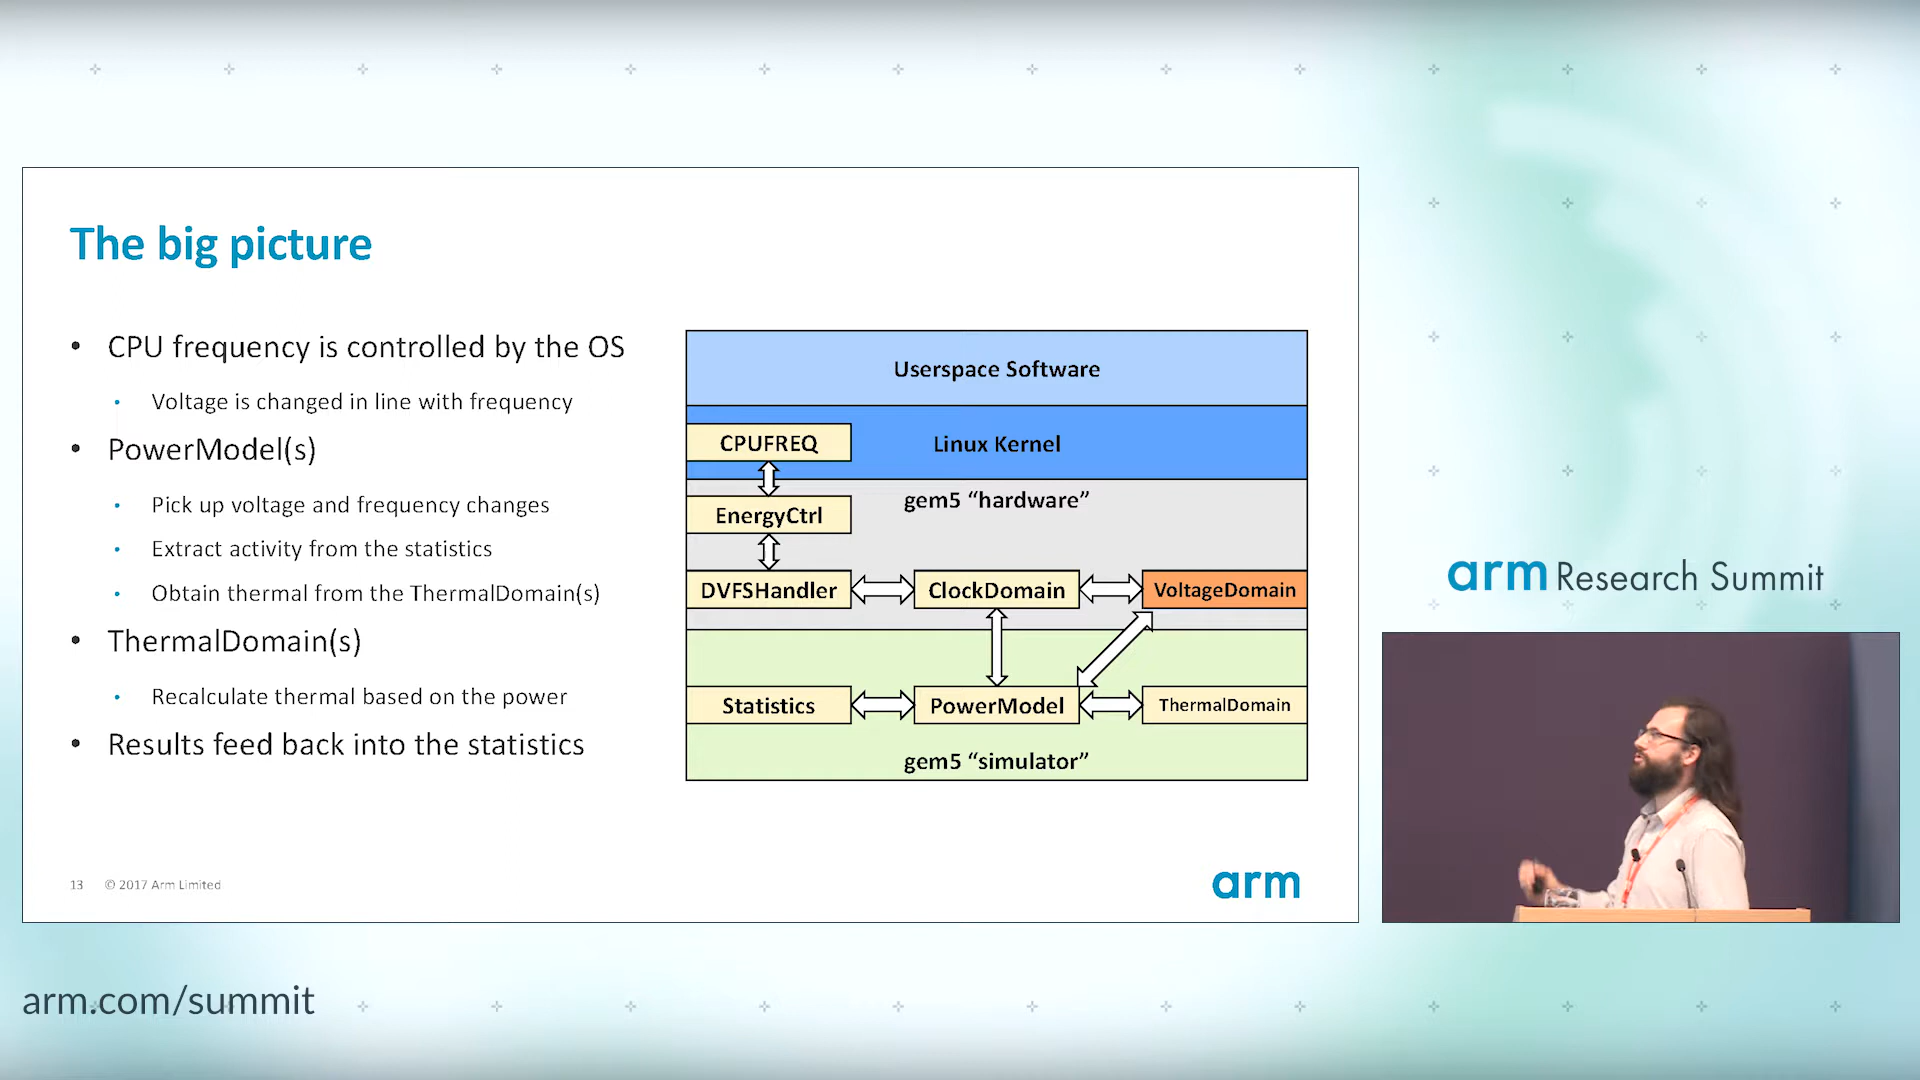 The big picture
• CPU frequency is controlled by the OS
• Voltage is changed in line with frequency
• PowerModel(s)
• Pick up voltage and frequency changes
• Extract activity from the statistics
• Obtain thermal from the ThermalDomain(s)
• ThermalDomain(s)
• Recalculate thermal based on the power
• Results feed back into the statistics
Userspace Software
CPUFREQ
Linux Kernel
gem5 “hardware”
EnergyCtrl
DVFSHandler
ClockDomain
VoltageDomain
Statistics
PowerModel
ThermalDomain
gem5 “simulator”
13 © 2017 Arm Limited
arm
arm Research Summit
arm.com/summit